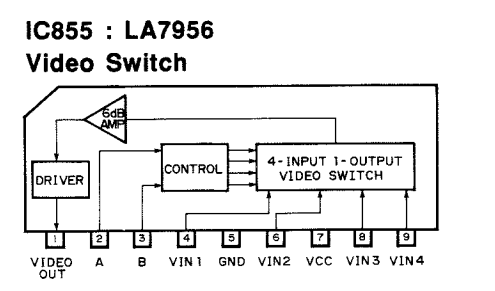 IC855 : LA7956
Video Switch
6dB
AMP
DRIVER
CONTROL
4-INPUT 1-OUTPUT
VIDEO SWITCH
1 2 3 4 5 6 7 8 9
VIDEO OUT A B VIN1 GND VIN2 VCC VIN3 VIN4